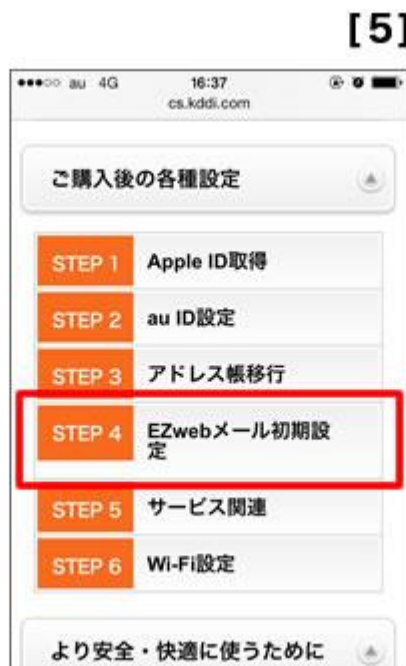 [5]
●●●○○ au 4G 16:37
cs.kddi.com
ご購入後の各種設定
STEP 1 Apple ID取得
STEP 2 au ID設定
STEP 3 アドレス帳移行
STEP 4 EZwebメール初期設
定
STEP 5 サービス関連
STEP 6 Wi-Fi設定
より安全・快適に使うために